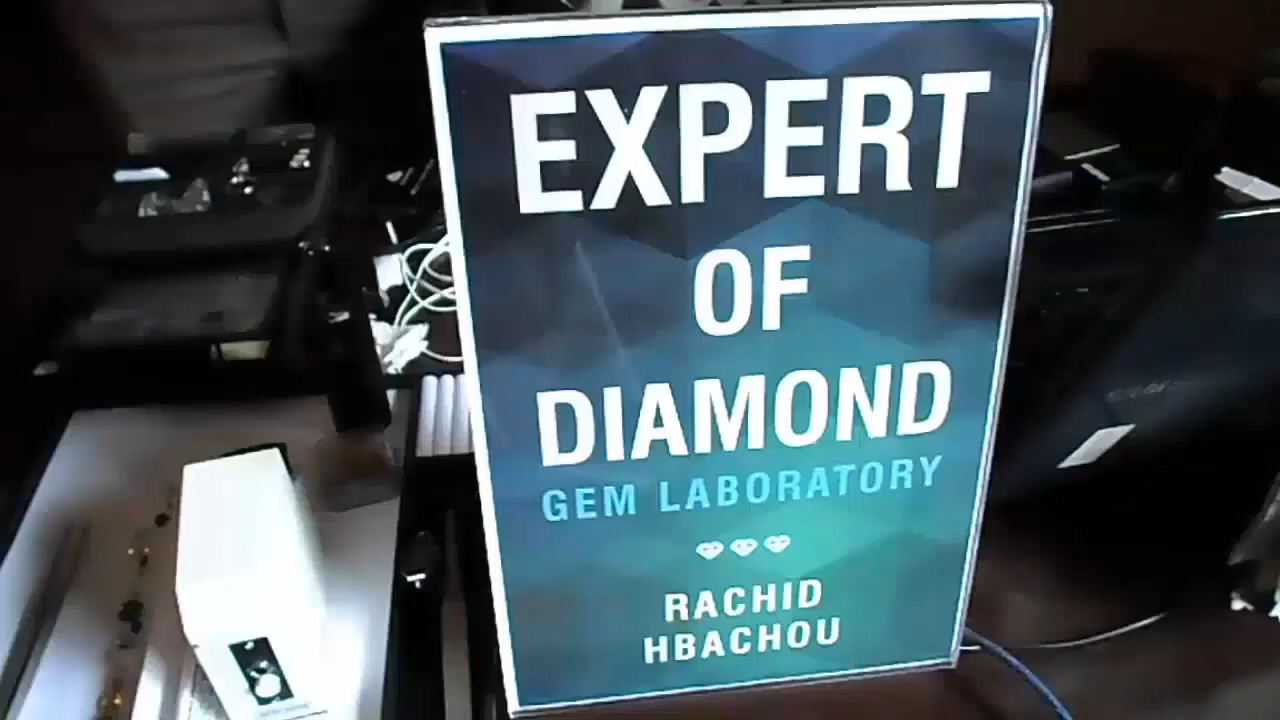 EXPERT
OF
DIAMOND
GEM LABORATORY
RACHID
HBACHOU